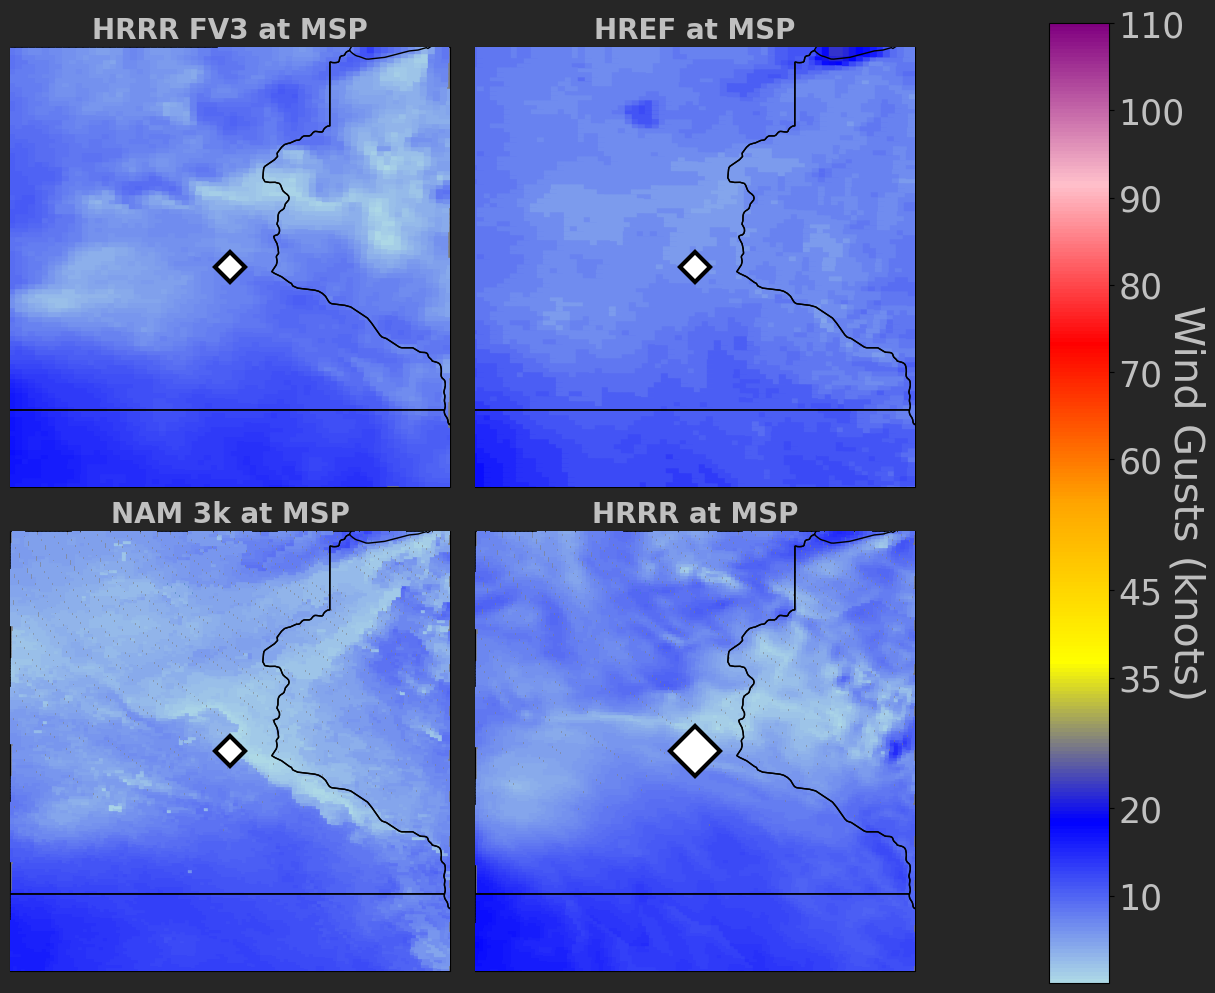 HRRR FV3 at MSP
HREF at MSP
NAM 3k at MSP
HRRR at MSP
110
100
90
80
70
60
45
35
20
10
Wind Gusts (knots)